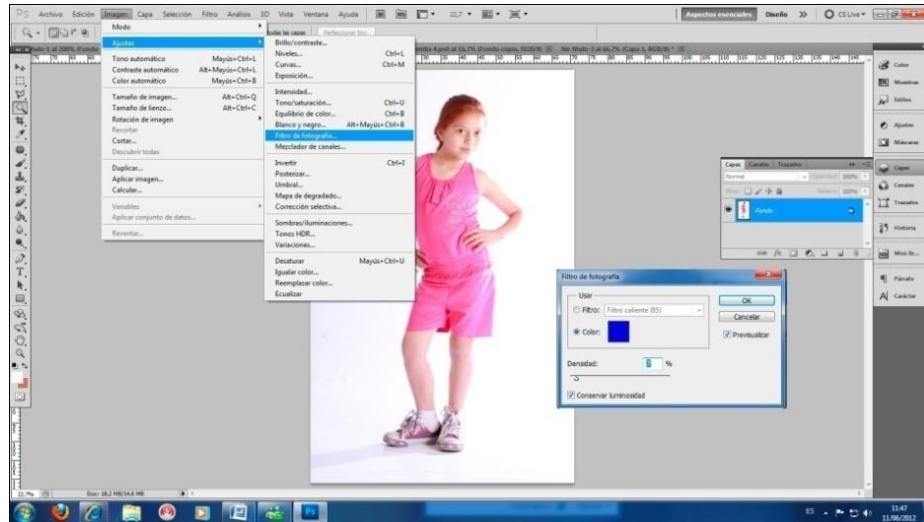 Ps Archivo Edición Imagen Capa Selección Filtro Análisis 3D Vista Ventana Ayuda
Aspectos esenciales Diseño CS Live
Perfeccionar bor...
Modo
Ajustes
Tono automático Mayús+Ctrl+L
Contraste automático Alt+Mayús+Ctrl+L
Color automático Mayús+Ctrl+B
Tamaño de imagen... Alt+Ctrl+Q
Tamaño de lienzo... Alt+Ctrl+C
Rotación de imagen
Recortar
Cortar...
Descubrir todas
Duplicar...
Aplicar imagen...
Calcular...
Variables
Aplicar conjunto de datos...
Reventar...
Brillo/contraste...
Niveles... Ctrl+L
Curvas... Ctrl+M
Exposición...
Intensidad...
Tono/saturación... Ctrl+U
Equilibrio de color... Ctrl+B
Blanco y negro... Alt+Mayús+Ctrl+B
Filtro de fotografía...
Mezclador de canales...
Invertir Ctrl+I
Posterizar...
Umbral...
Mapa de degradado...
Corrección selectiva...
Sombras/iluminaciones...
Tonos HDR...
Variaciones...
Desaturar Mayús+Ctrl+U
Igualar color...
Reemplazar color...
Ecualizar
Capas Canales Trazados
Normal
Fondo
Color
Muestras
Estilos
Ajustes
Máscaras
Capas
Canales
Trazados
Historia
Mini Br...
Párrafo
Carácter
Filtro de fotografía
Usar
Filtro: Filtro caliente (85)
Color:
OK
Cancelar
Previsualizar
Densidad: %
Conservar luminosidad
ES
11:47
11/06/2012